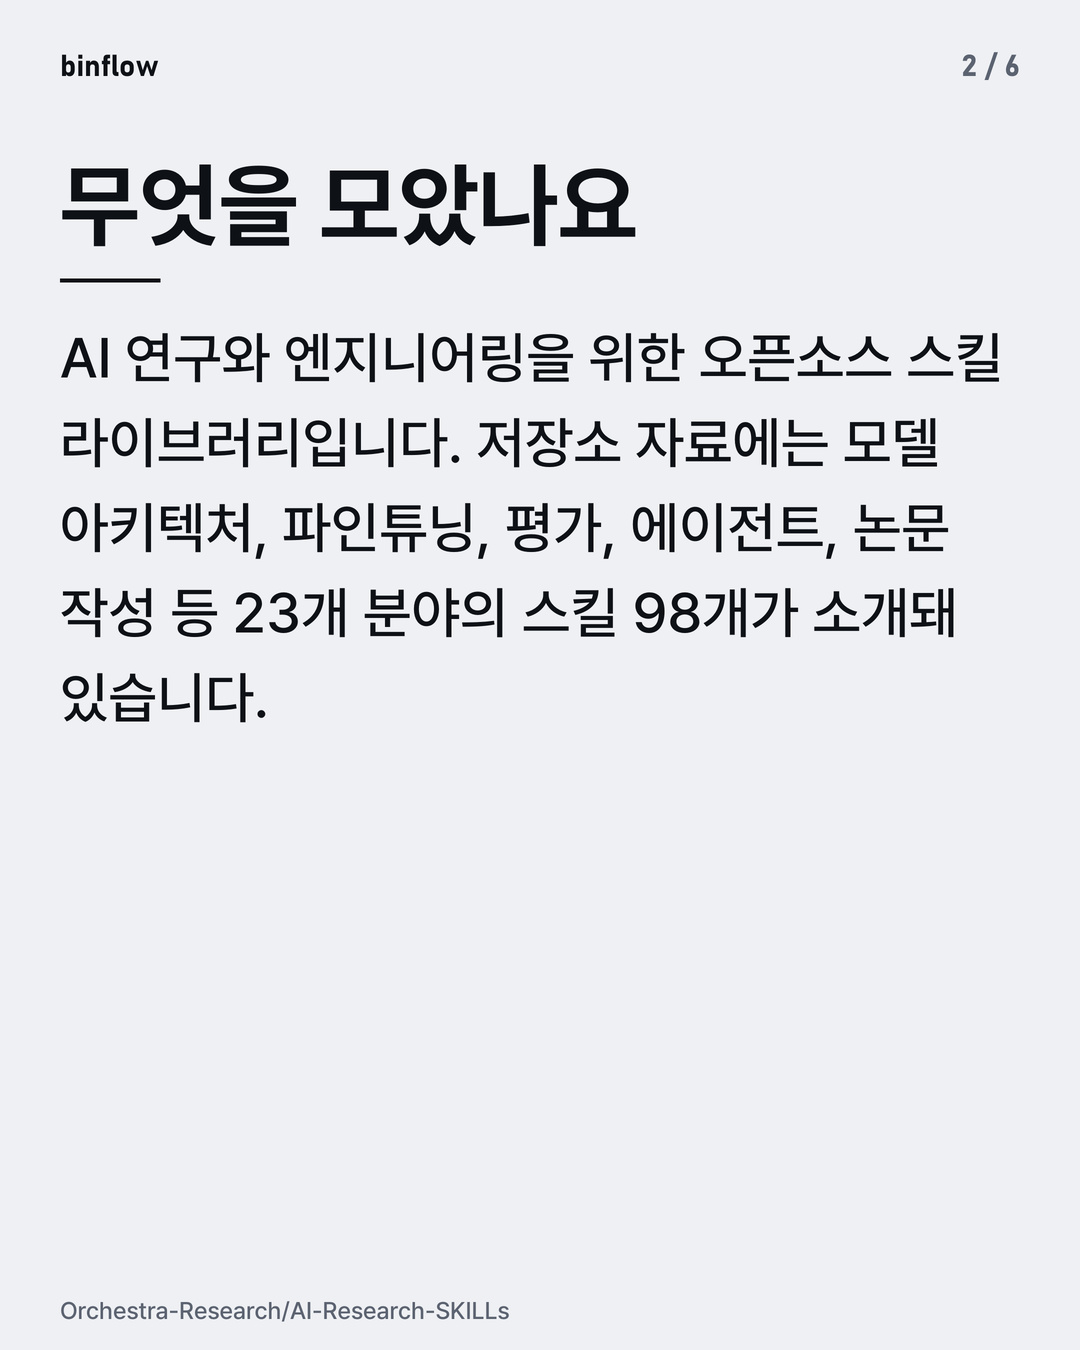 binflow
2 / 6
무엇을 모았나요
AI 연구와 엔지니어링을 위한 오픈소스 스킬
라이브러리입니다. 저장소 자료에는 모델
아키텍처, 파인튜닝, 평가, 에이전트, 논문
작성 등 23개 분야의 스킬 98개가 소개돼
있습니다.
Orchestra-Research/AI-Research-SKILLs